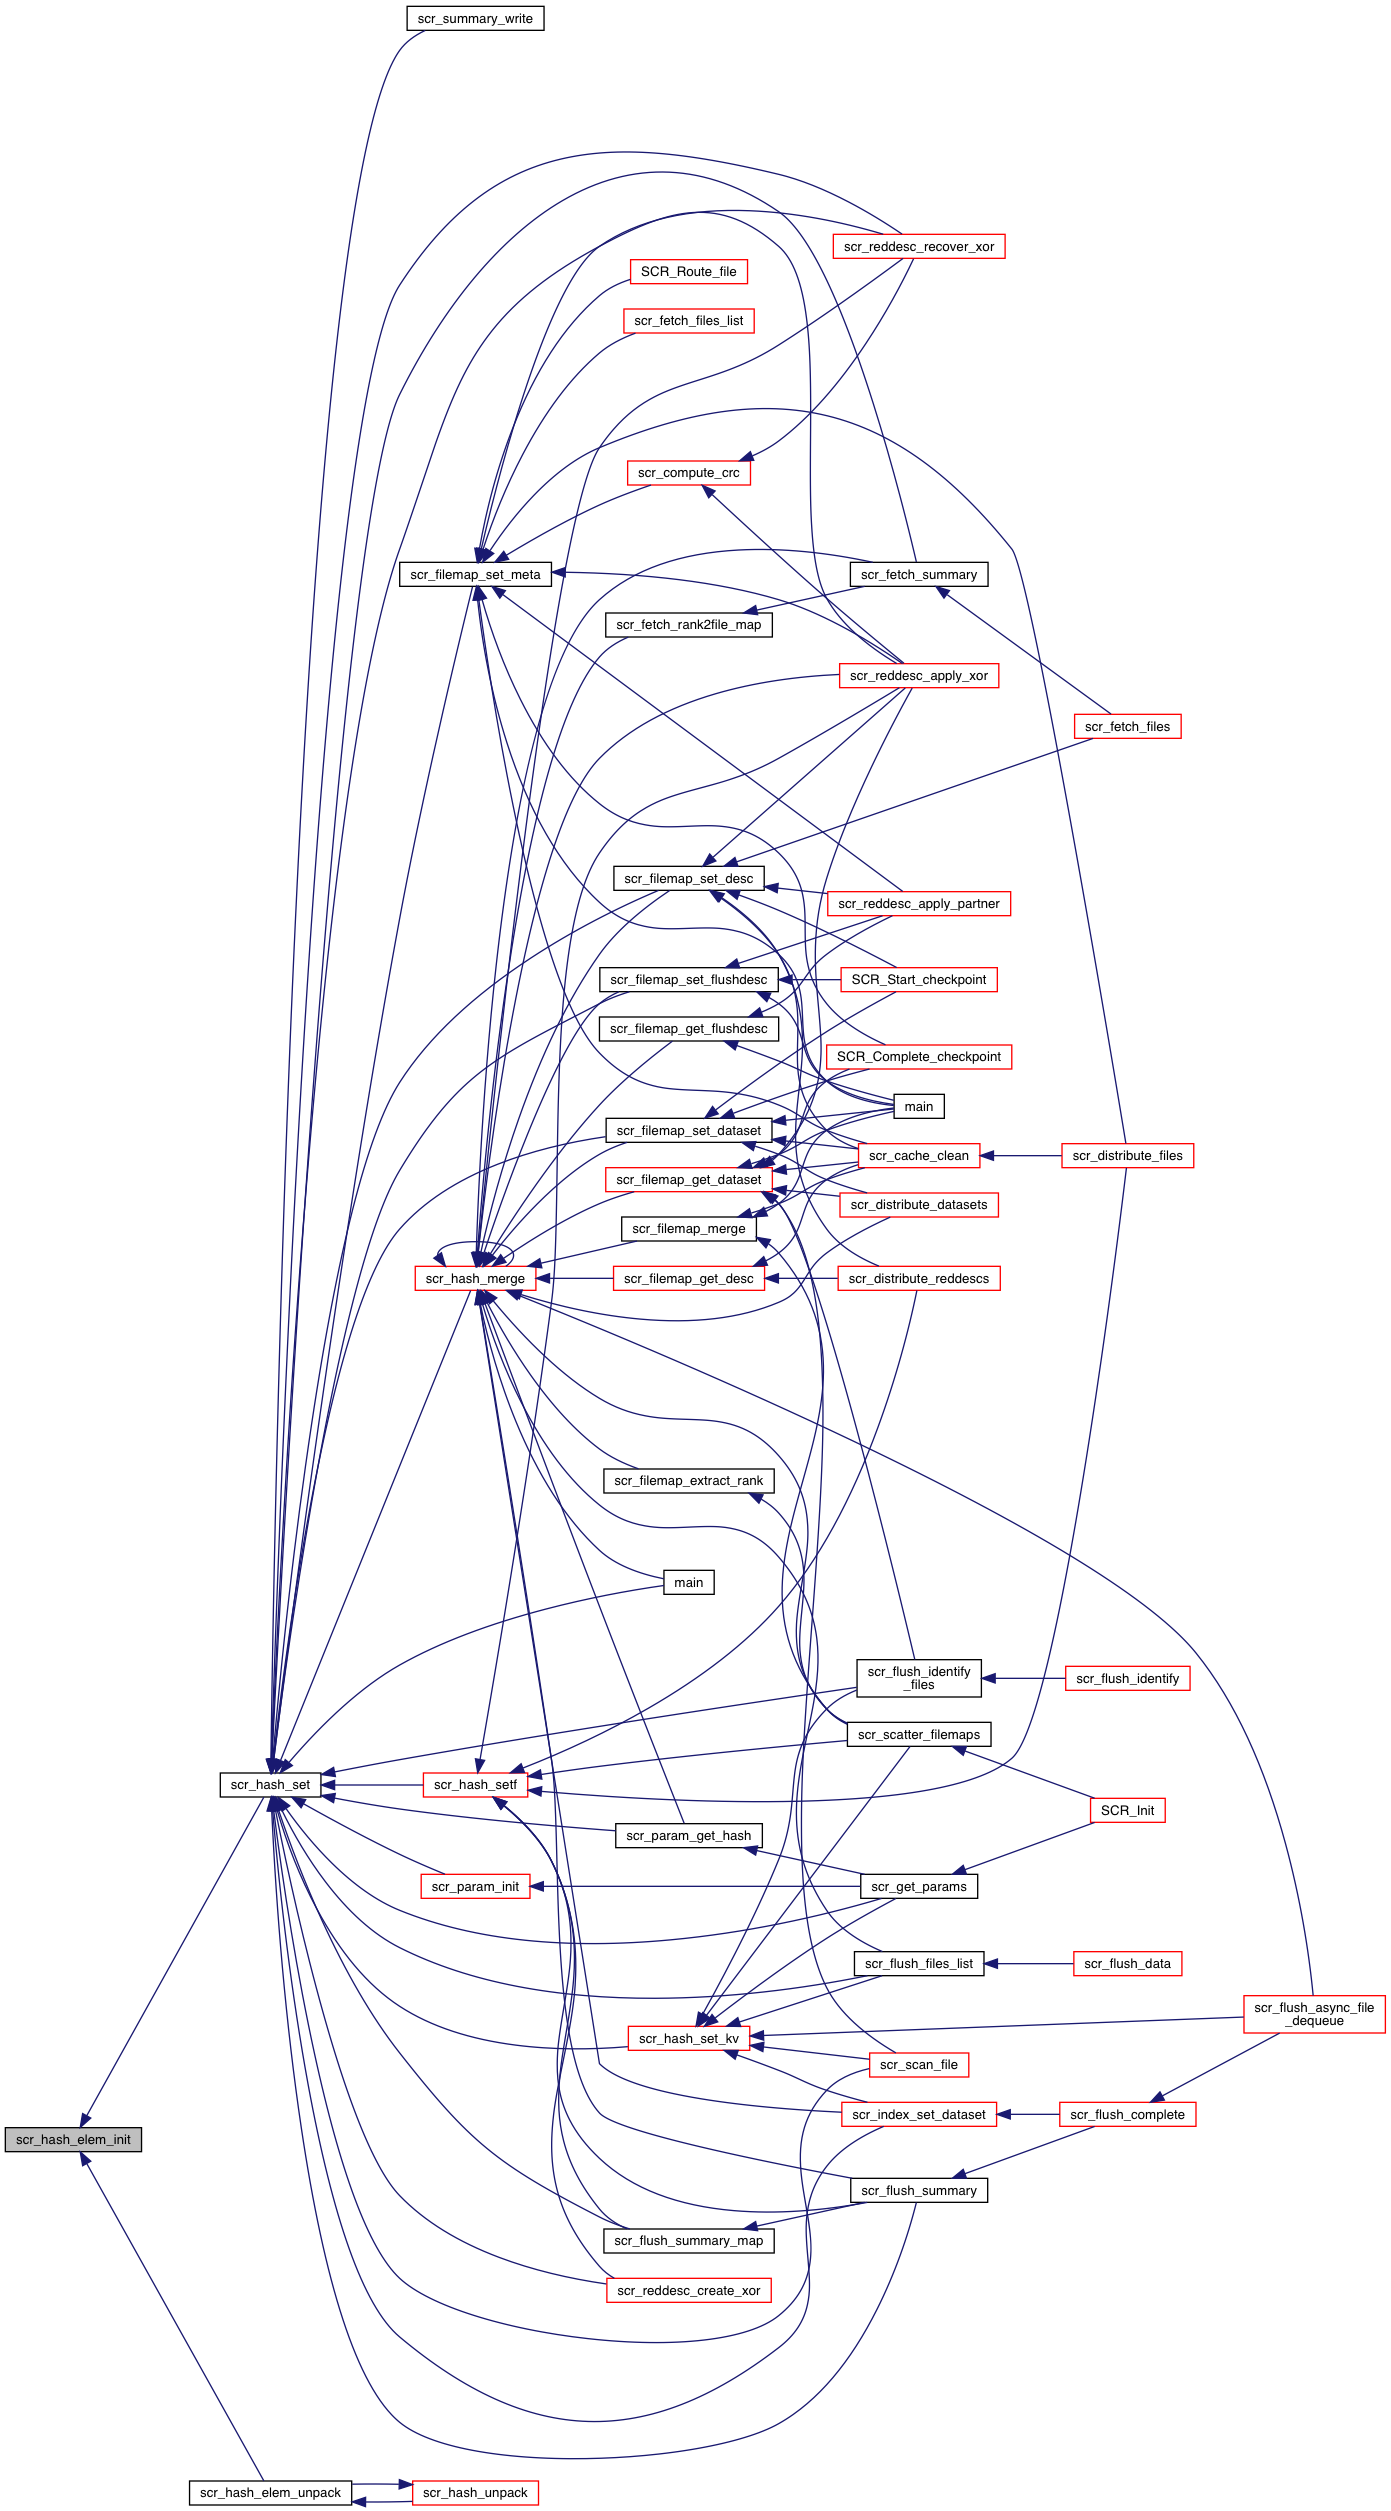 scr_summary_write
scr_reddesc_recover_xor
SCR_Route_file
scr_fetch_files_list
scr_compute_crc
scr_filemap_set_meta
scr_fetch_summary
scr_fetch_rank2file_map
scr_reddesc_apply_xor
scr_fetch_files
scr_filemap_set_desc
scr_reddesc_apply_partner
scr_filemap_set_flushdesc
SCR_Start_checkpoint
scr_filemap_get_flushdesc
SCR_Complete_checkpoint
main
scr_filemap_set_dataset
scr_cache_clean
scr_distribute_files
scr_filemap_get_dataset
scr_distribute_datasets
scr_filemap_merge
scr_hash_merge
scr_filemap_get_desc
scr_distribute_reddescs
scr_filemap_extract_rank
main
scr_flush_identify
_files
scr_flush_identify
scr_scatter_filemaps
scr_hash_set
scr_hash_setf
SCR_Init
scr_param_get_hash
scr_param_init
scr_get_params
scr_flush_files_list
scr_flush_data
scr_flush_async_file
_dequeue
scr_hash_set_kv
scr_scan_file
scr_index_set_dataset
scr_flush_complete
scr_hash_elem_init
scr_flush_summary
scr_flush_summary_map
scr_reddesc_create_xor
scr_hash_elem_unpack
scr_hash_unpack